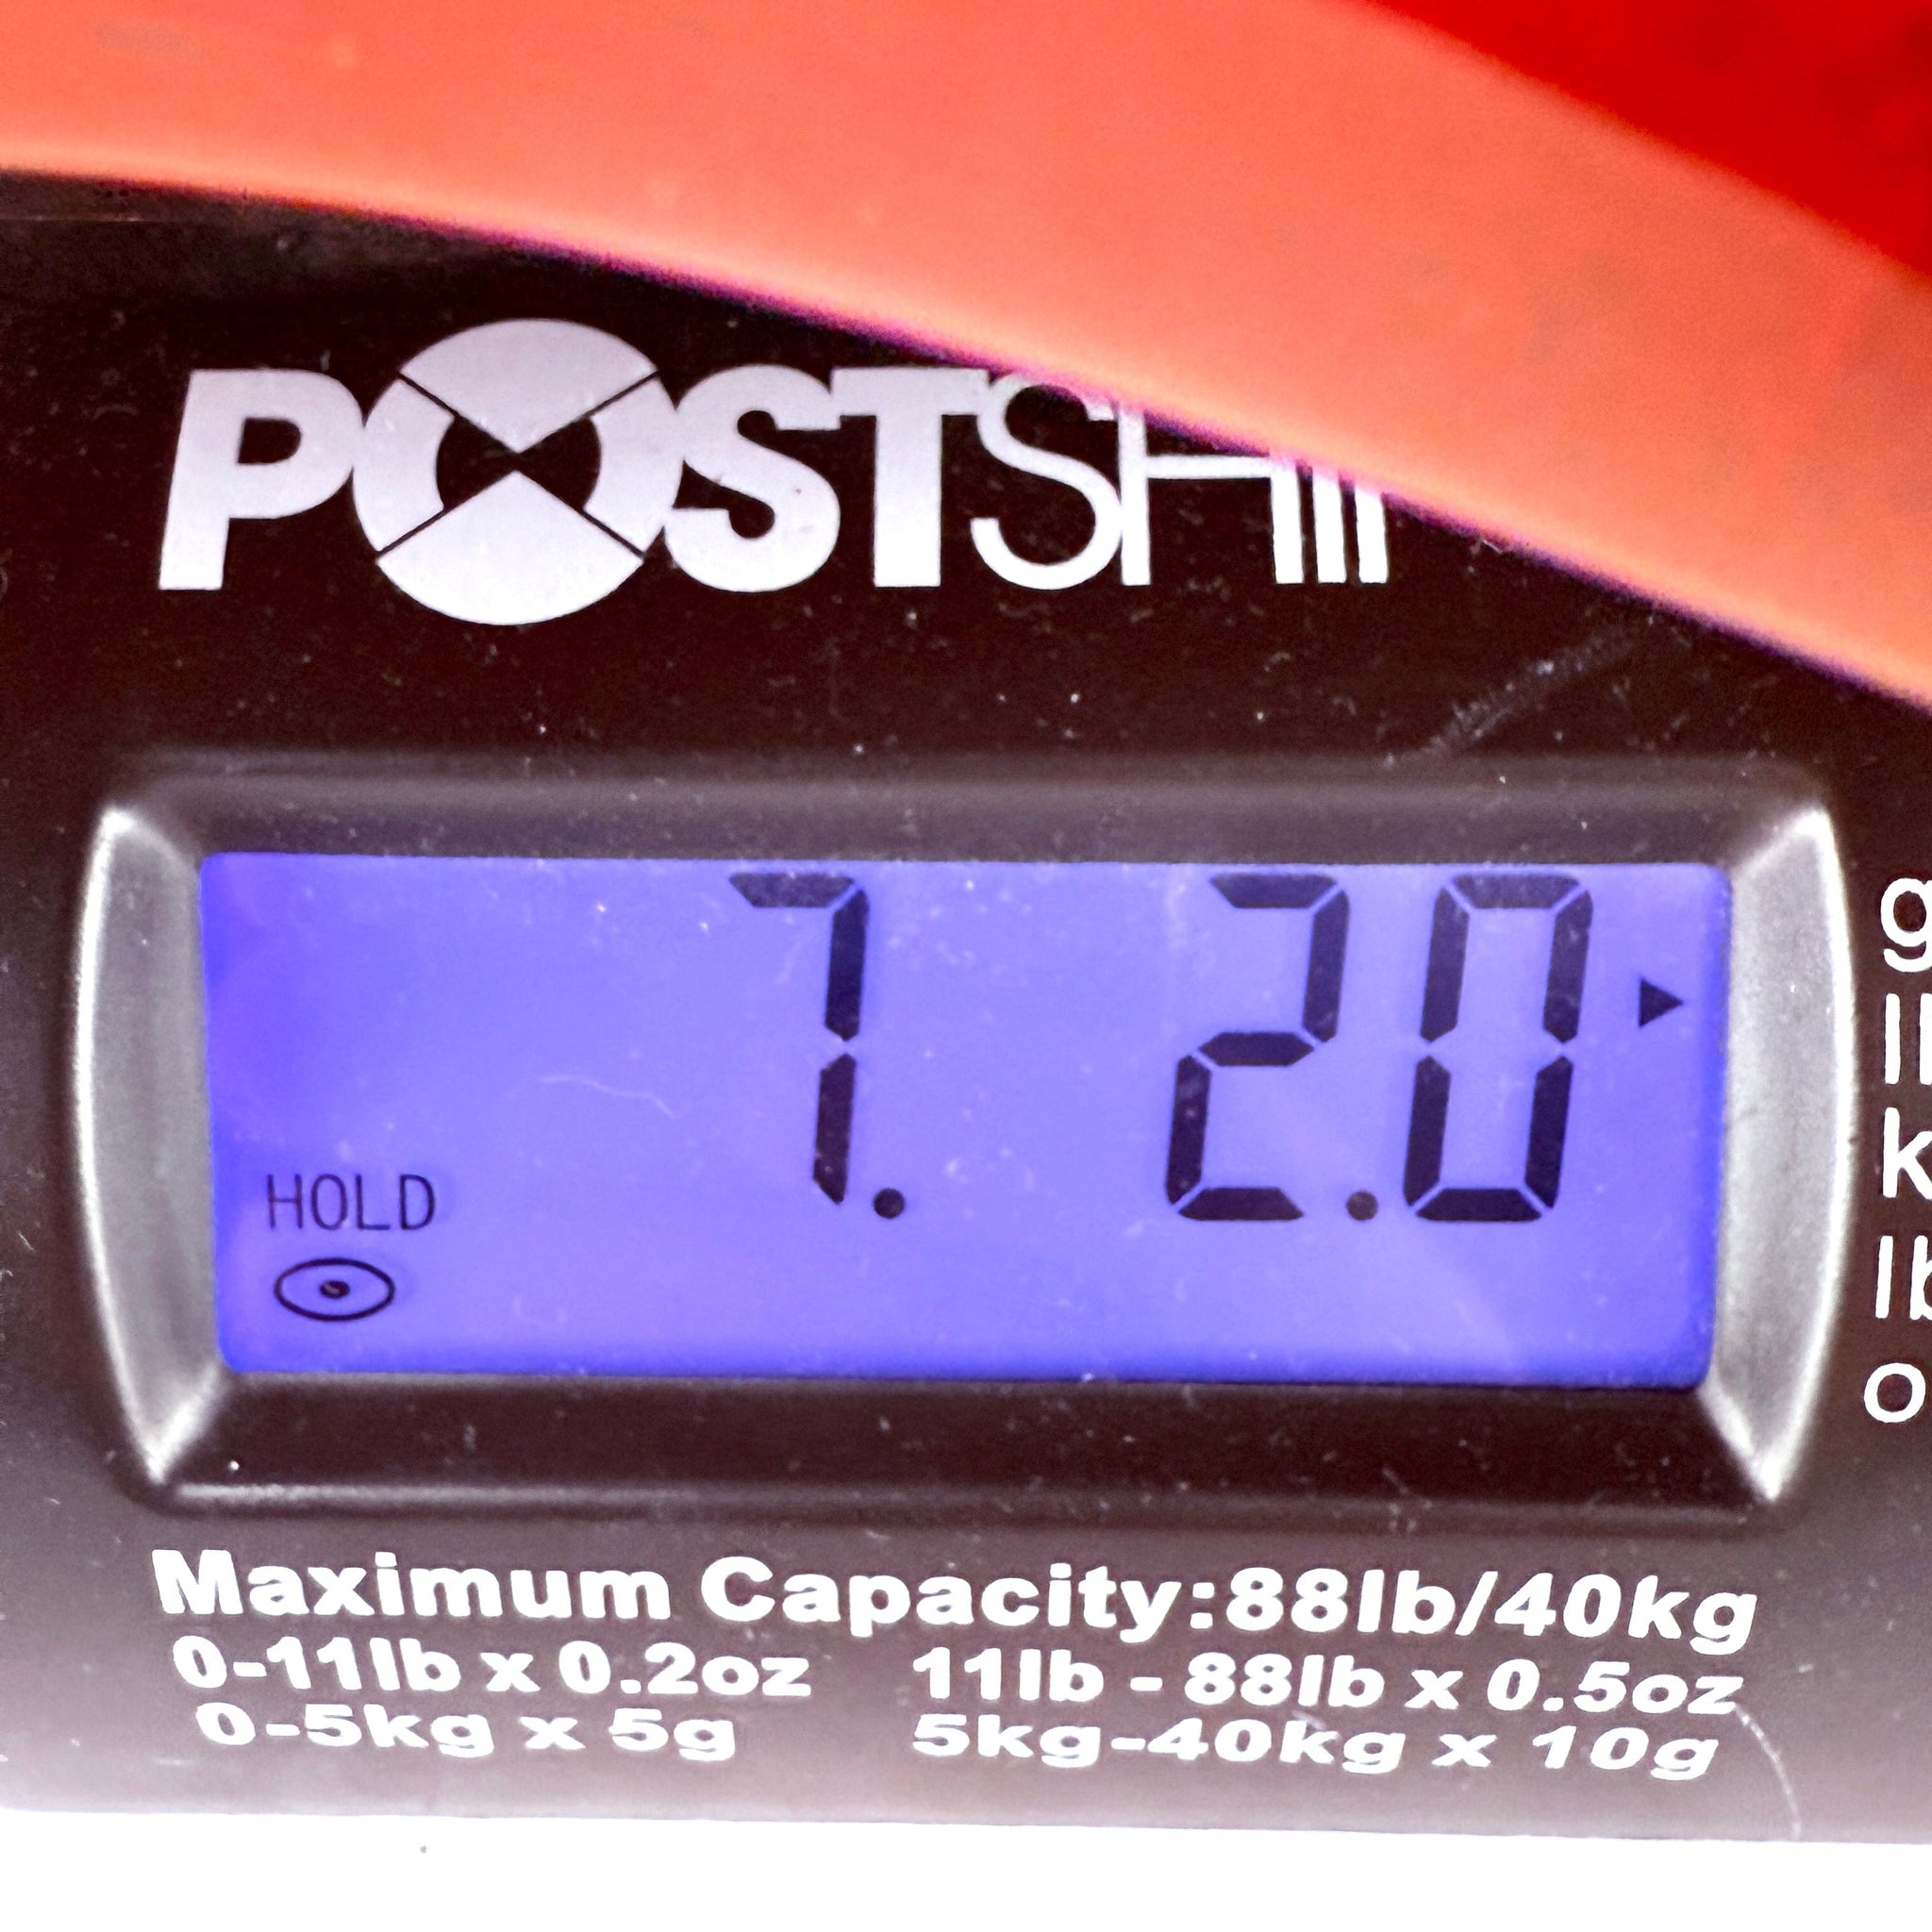 POSTSHIP
7. 2.0
g
HOLD
Maximum Capacity:88lb/40kg
0-11lb x 0.2oz 11lb - 88lb x 0.5oz
0-5kg x 5g 5kg-40kg x 10g